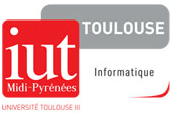 TOULOUSE
iut
Midi-Pyrénées
Informatique
UNIVERSITÉ TOULOUSE III